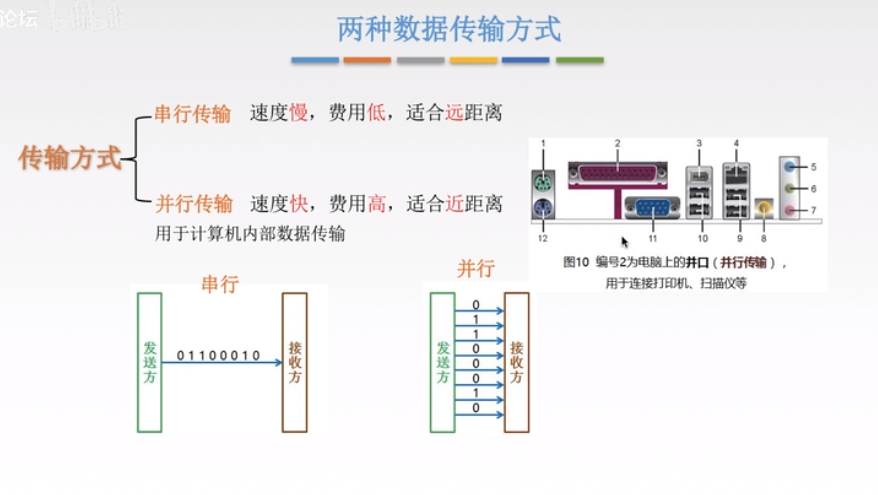 论坛
两种数据传输方式
传输方式
串行传输 速度慢，费用低，适合远距离
并行传输 速度快，费用高，适合近距离
用于计算机内部数据传输
1 2 3 4
5
6
7
12 11 10 9 8
图10 编号2为电脑上的并口（并行传输），
用于连接打印机、扫描仪等
串行
发送方
01100010
接收方
并行
发送方
0
1
1
0
0
0
1
0
接收方